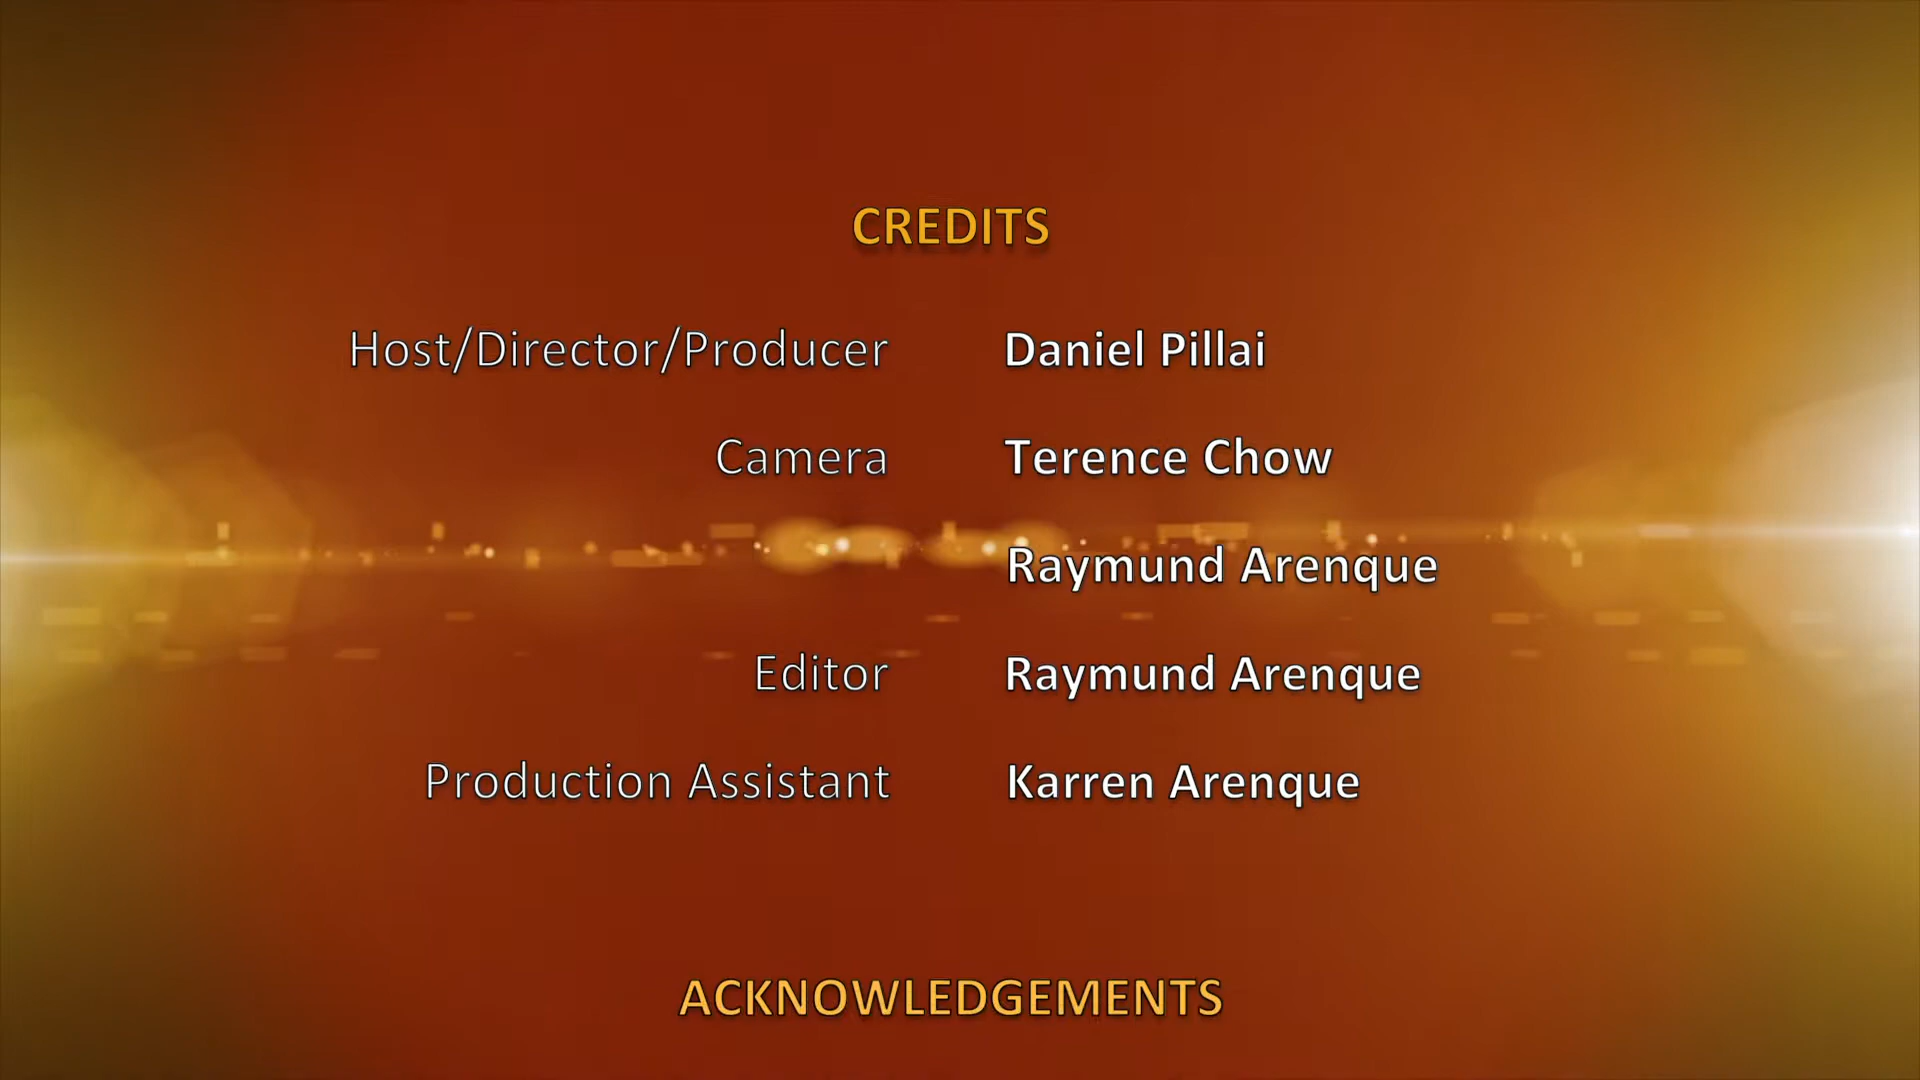 CREDITS
Host/Director/Producer Daniel Pillai
Camera Terence Chow
Raymund Arenque
Editor Raymund Arenque
Production Assistant Karren Arenque
ACKNOWLEDGEMENTS